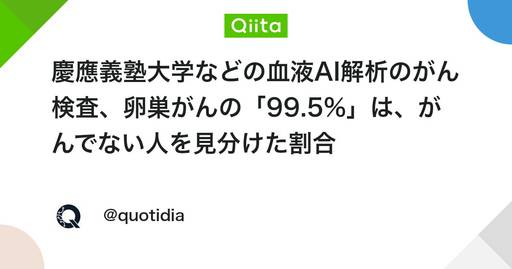 Qiita
慶應義塾大学などの血液AI解析のがん
検査、卵巣がんの「99.5%」は、が
んでない人を見分けた割合
@quotidia